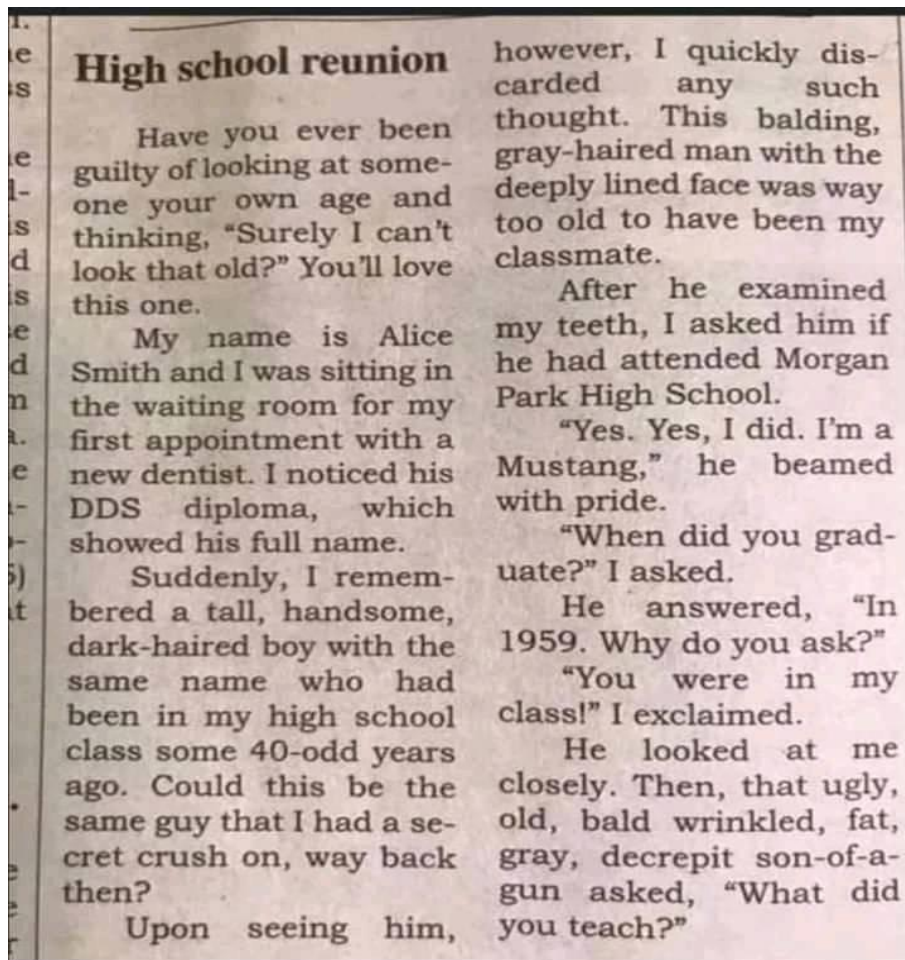 High school reunion
Have you ever been
guilty of looking at some-
one your own age and
thinking, “Surely I can’t
look that old?” You’ll love
this one.
My name is Alice
Smith and I was sitting in
the waiting room for my
first appointment with a
new dentist. I noticed his
DDS diploma, which
showed his full name.
Suddenly, I remem-
bered a tall, handsome,
dark-haired boy with the
same name who had
been in my high school
class some 40-odd years
ago. Could this be the
same guy that I had a se-
cret crush on, way back
then?
Upon seeing him,
however, I quickly dis-
carded any such
thought. This balding,
gray-haired man with the
deeply lined face was way
too old to have been my
classmate.
After he examined
my teeth, I asked him if
he had attended Morgan
Park High School.
“Yes. Yes, I did. I’m a
Mustang,” he beamed
with pride.
“When did you grad-
uate?” I asked.
He answered, “In
1959. Why do you ask?”
“You were in my
class!” I exclaimed.
He looked at me
closely. Then, that ugly,
old, bald wrinkled, fat,
gray, decrepit son-of-a-
gun asked, “What did
you teach?”